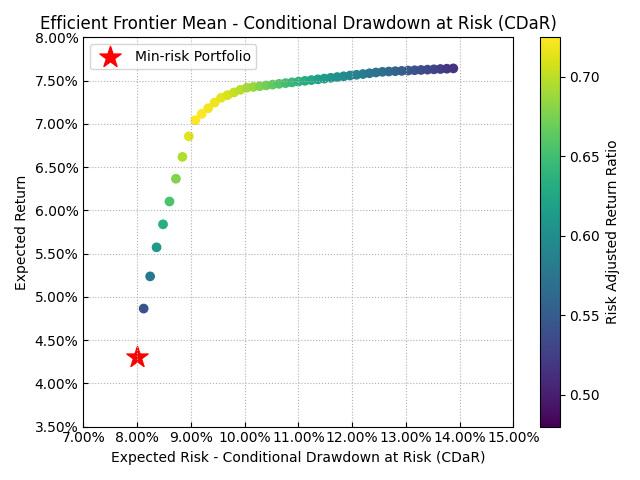 Efficient Frontier Mean - Conditional Drawdown at Risk (CDaR)
Min-risk Portfolio
8.00%
7.50%
7.00%
6.50%
6.00%
5.50%
5.00%
4.50%
4.00%
3.50%
Expected Return
7.00% 8.00% 9.00% 10.00% 11.00% 12.00% 13.00% 14.00% 15.00%
Expected Risk - Conditional Drawdown at Risk (CDaR)
0.70
0.65
0.60
0.55
0.50
Risk Adjusted Return Ratio